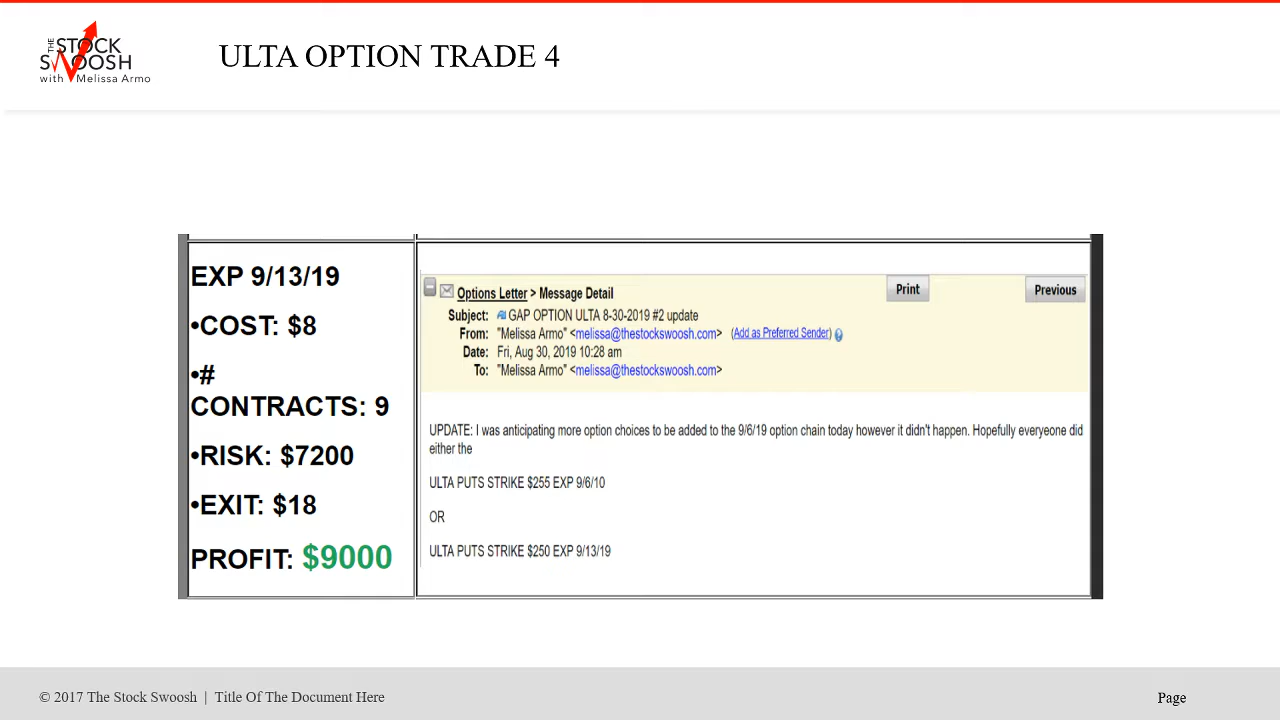 THE STOCK
SWOOSH
with Melissa Armo
ULTA OPTION TRADE 4
EXP 9/13/19
•COST: $8
•#
CONTRACTS: 9
•RISK: $7200
•EXIT: $18
PROFIT: $9000
Options Letter > Message Detail
Print
Previous
Subject: GAP OPTION ULTA 8-30-2019 #2 update
From: "Melissa Armo" <melissa@thestockswoosh.com> (Add as Preferred Sender)
Date: Fri, Aug 30, 2019 10:28 am
To: "Melissa Armo" <melissa@thestockswoosh.com>
UPDATE: I was anticipating more option choices to be added to the 9/6/19 option chain today however it didn't happen. Hopefully everyone did
either the
ULTA PUTS STRIKE $255 EXP 9/6/10
OR
ULTA PUTS STRIKE $250 EXP 9/13/19
© 2017 The Stock Swoosh | Title Of The Document Here
Page